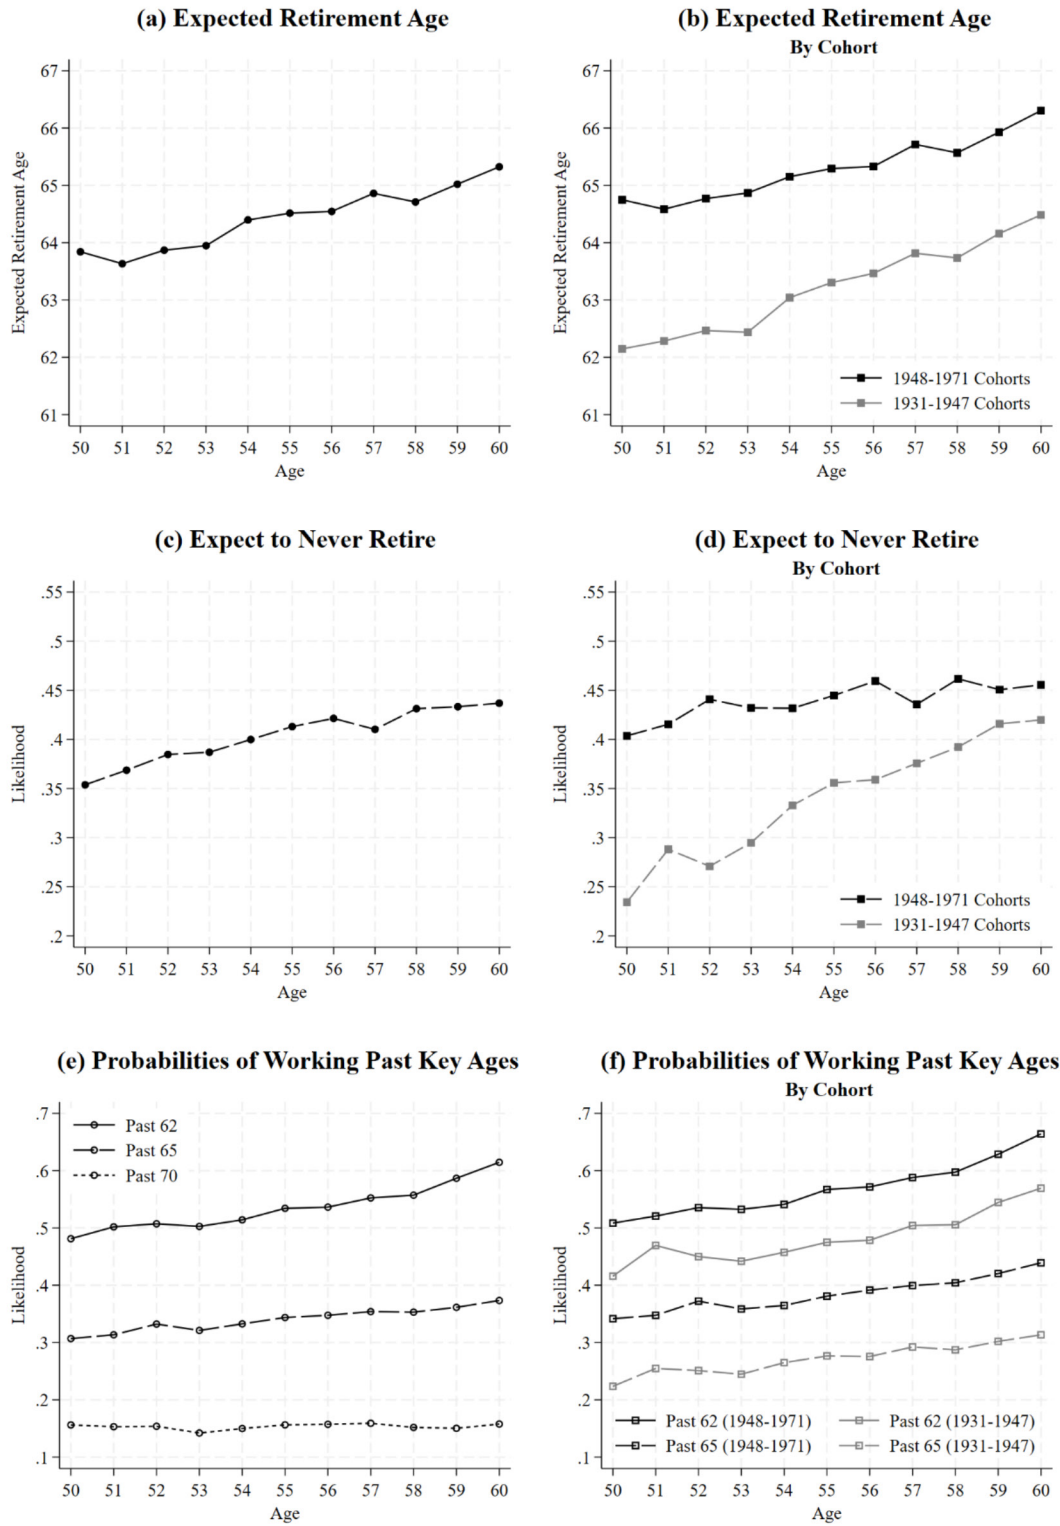 (a) Expected Retirement Age
67
66
65
64
63
62
61
Expected Retirement Age
50 51 52 53 54 55 56 57 58 59 60
Age
(b) Expected Retirement Age
By Cohort
67
66
65
64
63
62
61
Expected Retirement Age
1948-1971 Cohorts
1931-1947 Cohorts
50 51 52 53 54 55 56 57 58 59 60
Age
(c) Expect to Never Retire
.55
.5
.45
.4
.35
.3
.25
.2
Likelihood
50 51 52 53 54 55 56 57 58 59 60
Age
(d) Expect to Never Retire
By Cohort
.55
.5
.45
.4
.35
.3
.25
.2
Likelihood
1948-1971 Cohorts
1931-1947 Cohorts
50 51 52 53 54 55 56 57 58 59 60
Age
(e) Probabilities of Working Past Key Ages
.7
.6
.5
.4
.3
.2
.1
Likelihood
Past 62
Past 65
Past 70
50 51 52 53 54 55 56 57 58 59 60
Age
(f) Probabilities of Working Past Key Ages
By Cohort
.7
.6
.5
.4
.3
.2
.1
Likelihood
Past 62 (1948-1971) Past 62 (1931-1947)
Past 65 (1948-1971) Past 65 (1931-1947)
50 51 52 53 54 55 56 57 58 59 60
Age